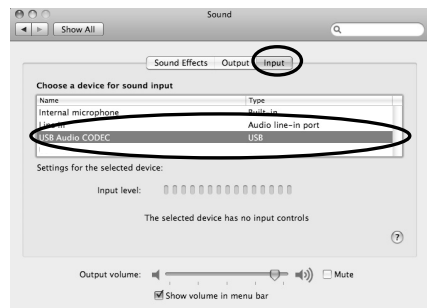 Sound
Show All
Sound Effects Output Input
Choose a device for sound input
Name Type
Internal microphone Built-in
Line In Audio line-in port
USB Audio CODEC USB
Settings for the selected device:
Input level:
The selected device has no input controls
?
Output volume: Mute
Show volume in menu bar